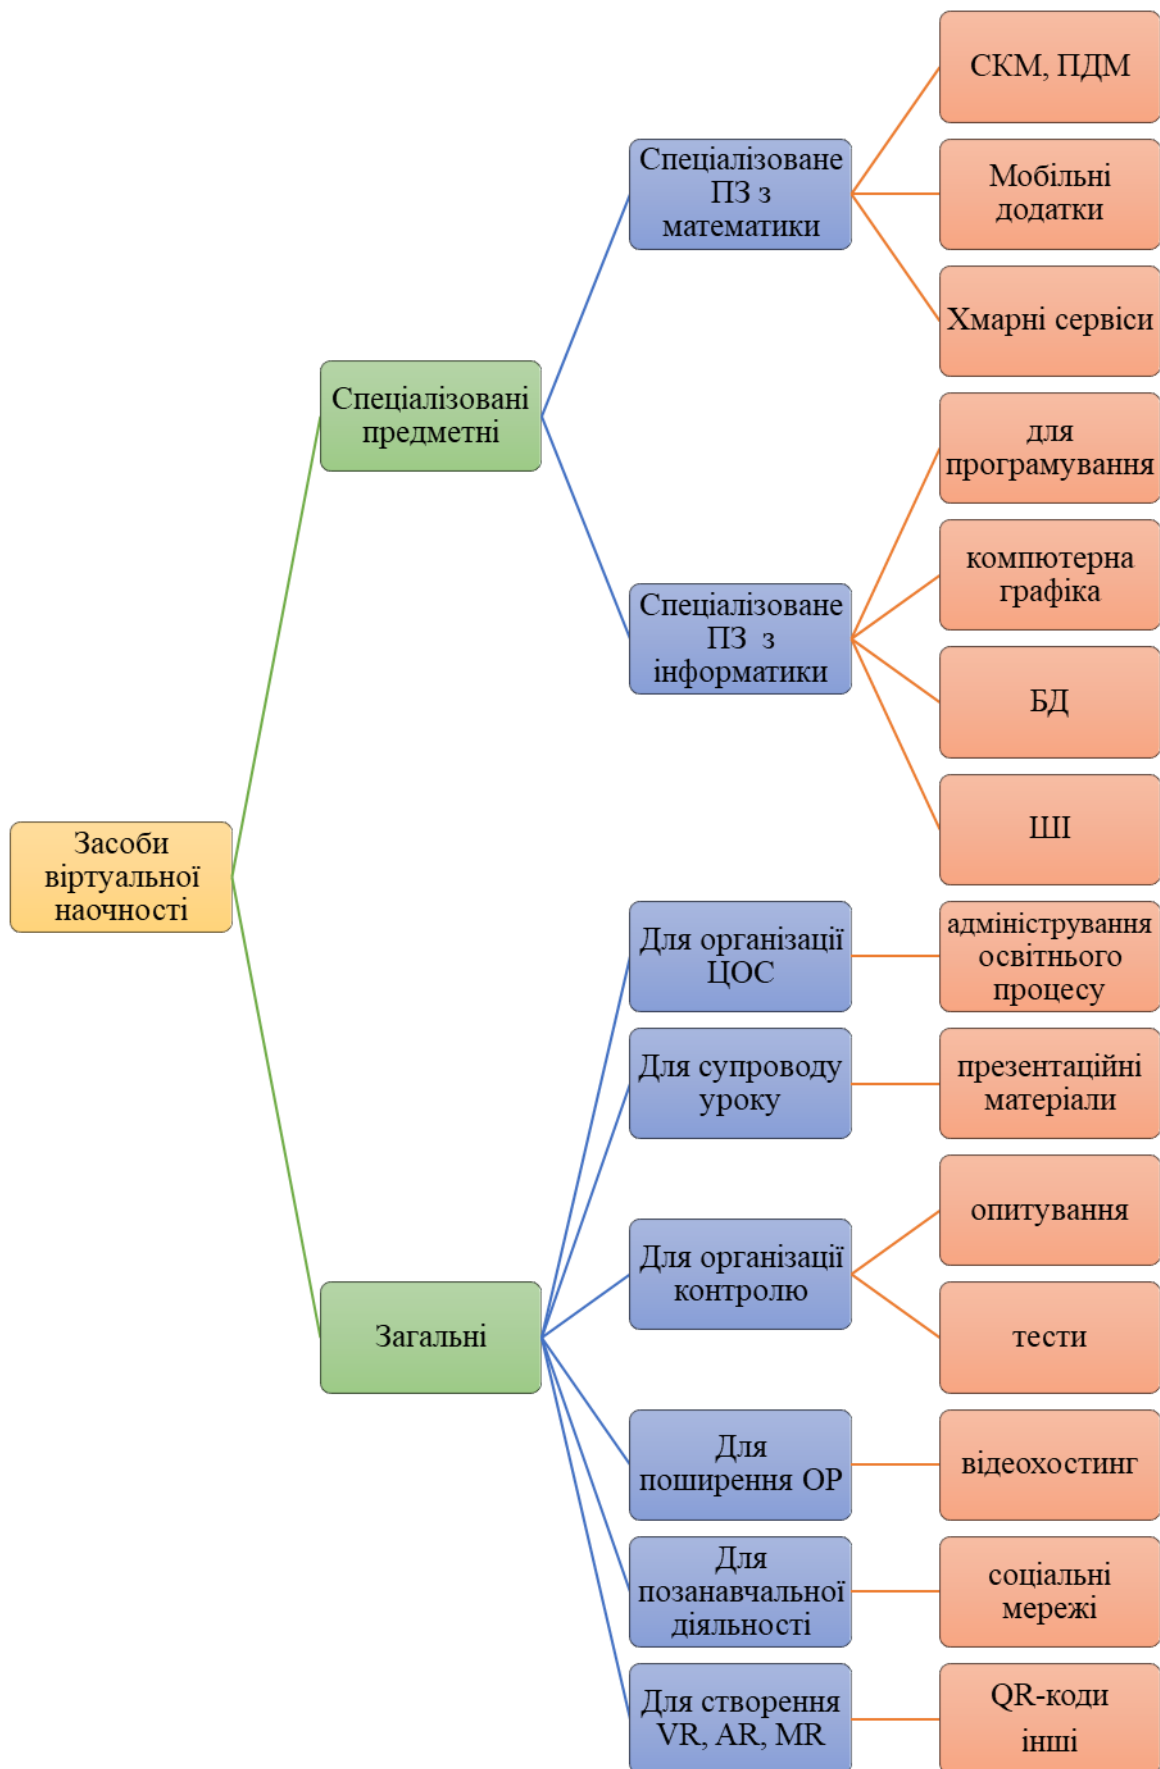 Засоби
віртуальної
наочності
Спеціалізовані
предметні
Спеціалізоване
ПЗ з
математики
СКМ, ПДМ
Мобільні
додатки
Хмарні сервіси
Спеціалізоване
ПЗ з
інформатики
для
програмування
компютерна
графіка
БД
ШІ
Загальні
Для організації
ЦОС
адміністрування
освітнього
процесу
Для супроводу
уроку
презентаційні
матеріали
Для організації
контролю
опитування
тести
Для
поширення ОР
відеохостинг
Для
позанавчальної
діяльності
соціальні
мережі
Для створення
VR, AR, MR
QR-коди
інші